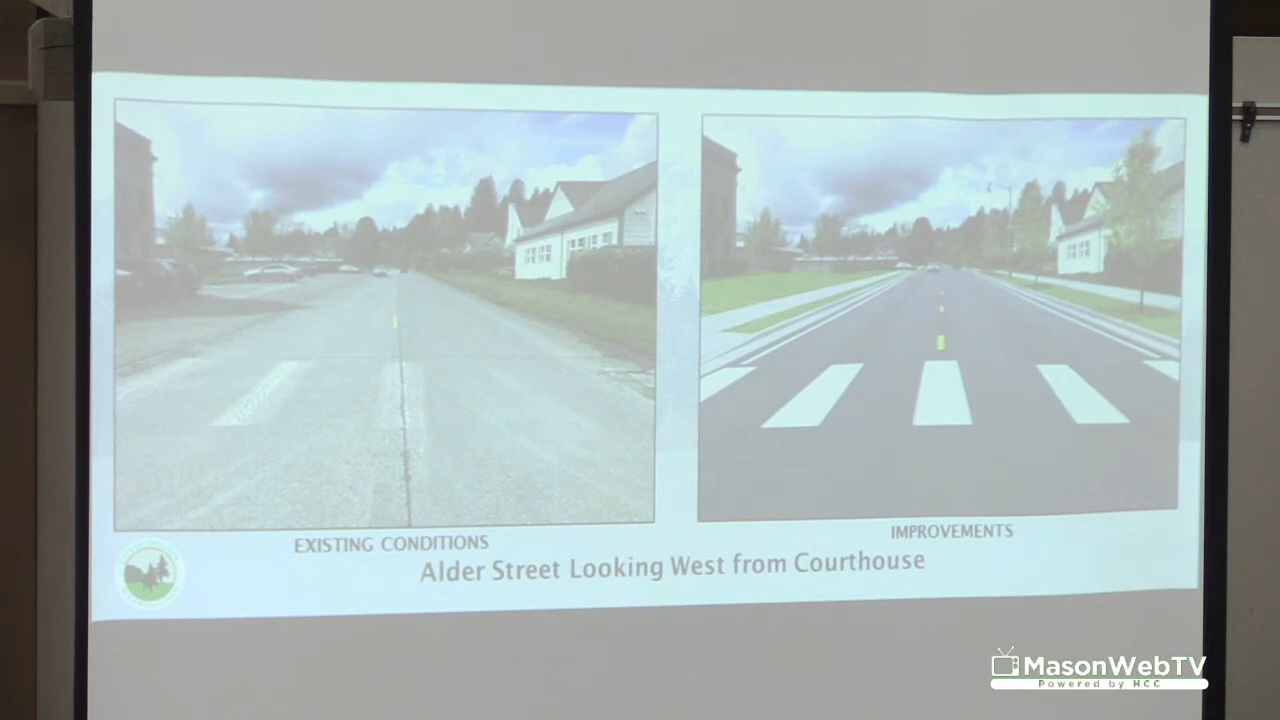 EXISTING CONDITIONS
IMPROVEMENTS
Alder Street Looking West from Courthouse
MasonWebTV
Powered by HCC